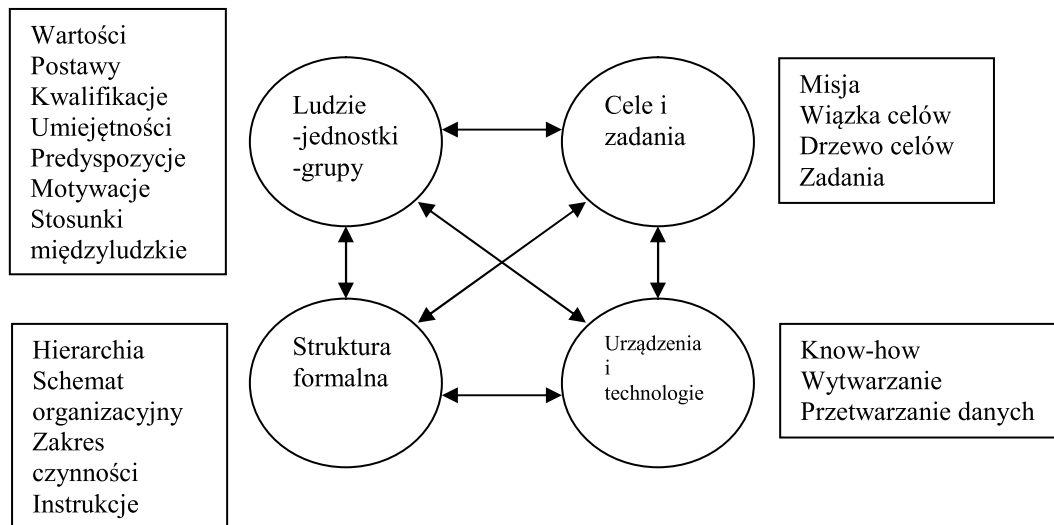 Wartości
Postawy
Kwalifikacje
Umiejętności
Predyspozycje
Motywacje
Stosunki
międzyludzkie
Ludzie
-jednostki
-grupy
Cele i
zadania
Misja
Wiązka celów
Drzewo celów
Zadania
Hierarchia
Schemat
organizacyjny
Zakres
czynności
Instrukcje
Struktura
formalna
Urządzenia
i
technologie
Know-how
Wytwarzanie
Przetwarzanie danych